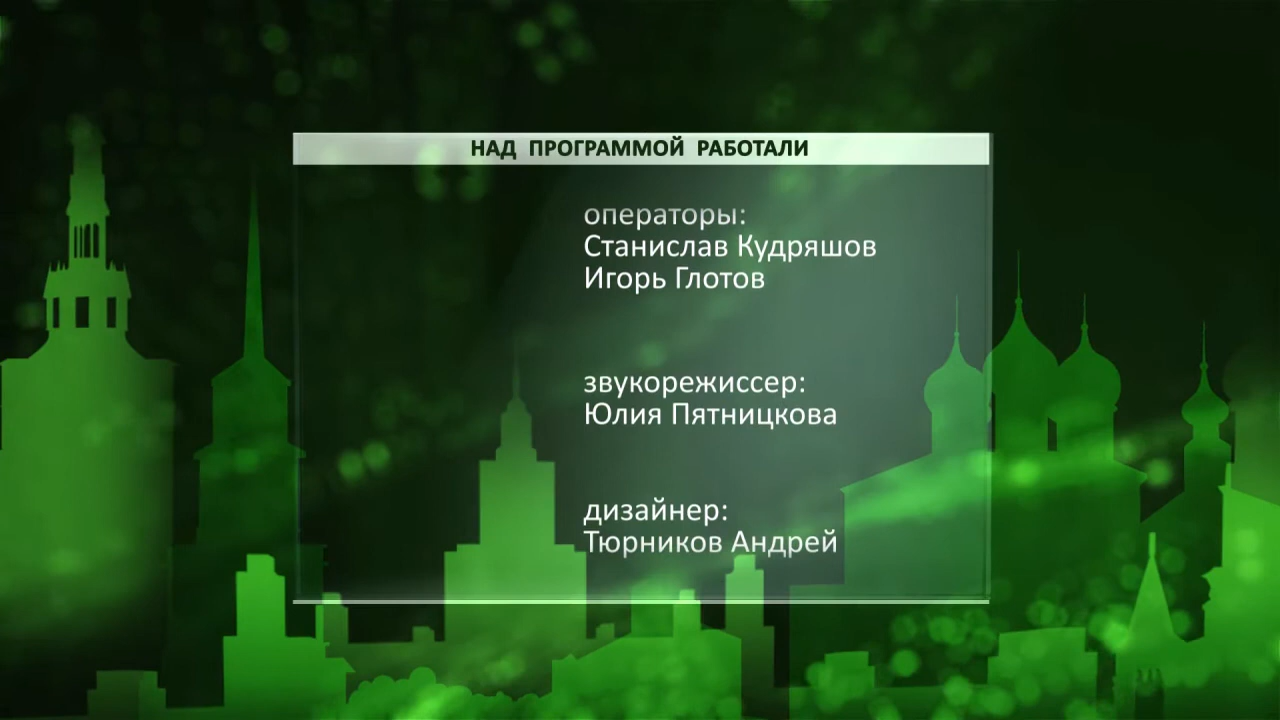 НАД ПРОГРАММОЙ РАБОТАЛИ
операторы:
Станислав Кудряшов
Игорь Глотов
звукорежиссер:
Юлия Пятницкова
дизайнер:
Тюрников Андрей